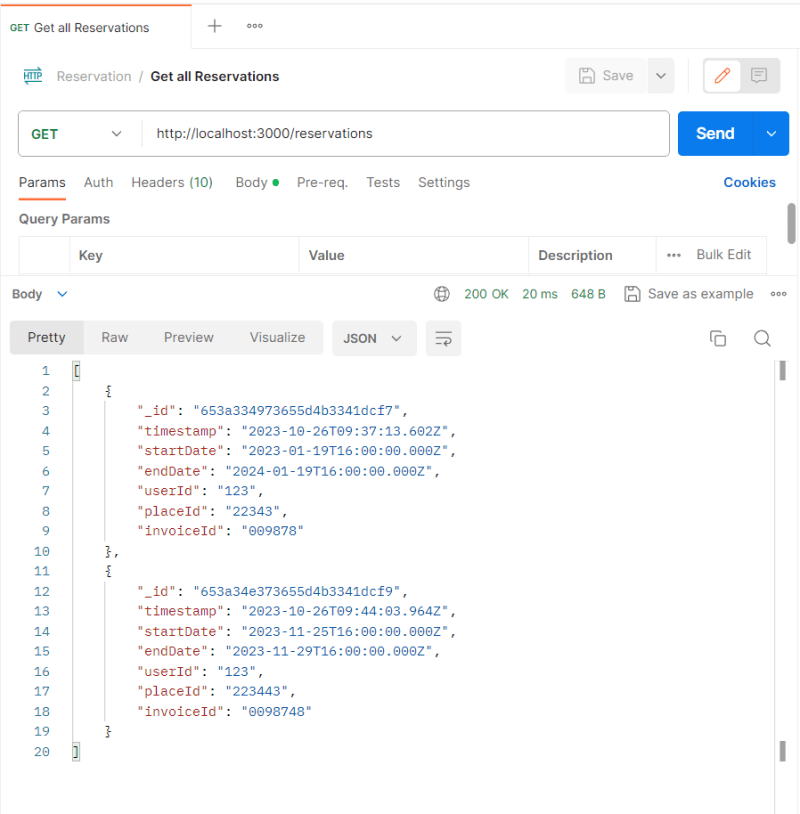 GET Get all Reservations
HTTP Reservation / Get all Reservations Save
GET http://localhost:3000/reservations Send
Params Auth Headers (10) Body Pre-req. Tests Settings Cookies
Query Params
Key Value Description Bulk Edit
Body 200 OK 20 ms 648 B Save as example
Pretty Raw Preview Visualize JSON
1 [
2 {
3 "_id": "653a334973655d4b3341dcf7",
4 "timestamp": "2023-10-26T09:37:13.602Z",
5 "startDate": "2023-01-19T16:00:00.000Z",
6 "endDate": "2024-01-19T16:00:00.000Z",
7 "userId": "123",
8 "placeId": "22343",
9 "invoiceId": "009878"
10 },
11 {
12 "_id": "653a34e373655d4b3341dcf9",
13 "timestamp": "2023-10-26T09:44:03.964Z",
14 "startDate": "2023-11-25T16:00:00.000Z",
15 "endDate": "2023-11-29T16:00:00.000Z",
16 "userId": "123",
17 "placeId": "223443",
18 "invoiceId": "0098748"
19 }
20 ]